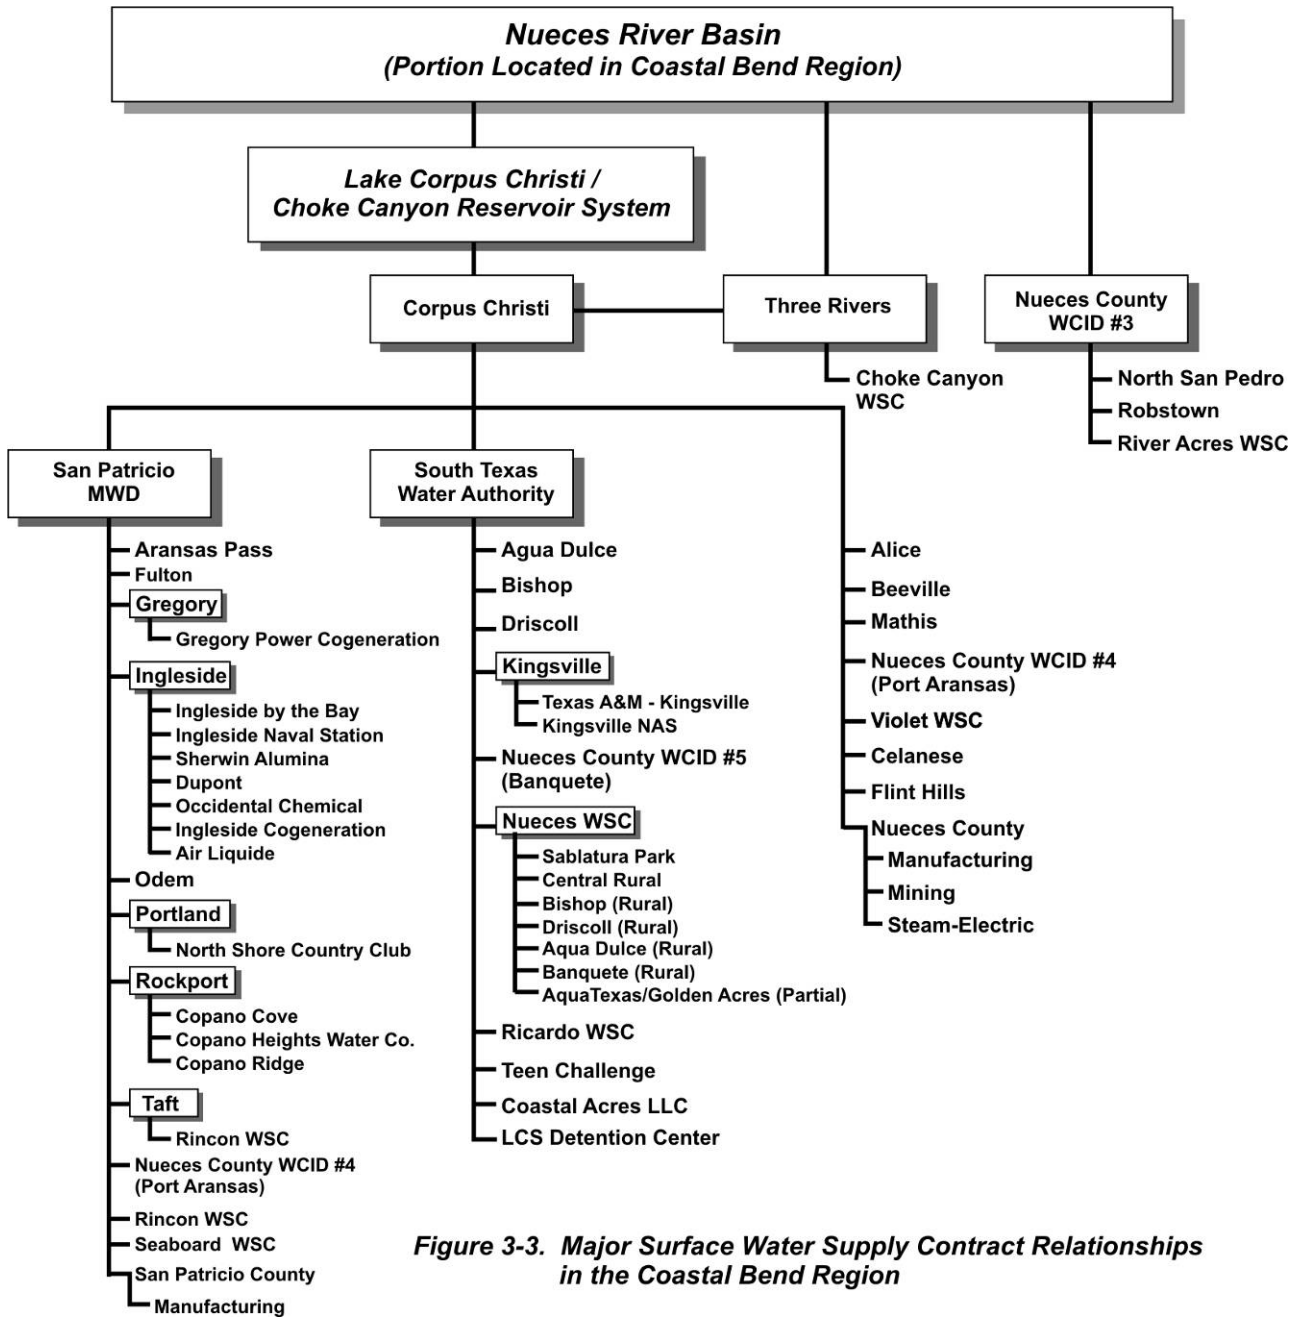 Nueces River Basin
(Portion Located in Coastal Bend Region)
Lake Corpus Christi /
Choke Canyon Reservoir System
Corpus Christi
Three Rivers
Nueces County
WCID #3
Choke Canyon
WSC
North San Pedro
Robstown
River Acres WSC
San Patricio
MWD
Aransas Pass
Fulton
Gregory
Gregory Power Cogeneration
Ingleside
Ingleside by the Bay
Ingleside Naval Station
Sherwin Alumina
Dupont
Occidental Chemical
Ingleside Cogeneration
Air Liquide
Odem
Portland
North Shore Country Club
Rockport
Copano Cove
Copano Heights Water Co.
Copano Ridge
Taft
Rincon WSC
Nueces County WCID #4
(Port Aransas)
Rincon WSC
Seaboard WSC
San Patricio County
Manufacturing
South Texas
Water Authority
Agua Dulce
Bishop
Driscoll
Kingsville
Texas A&M - Kingsville
Kingsville NAS
Nueces County WCID #5
(Banquete)
Nueces WSC
Sablatura Park
Central Rural
Bishop (Rural)
Driscoll (Rural)
Aqua Dulce (Rural)
Banquete (Rural)
AquaTexas/Golden Acres (Partial)
Ricardo WSC
Teen Challenge
Coastal Acres LLC
LCS Detention Center
Alice
Beeville
Mathis
Nueces County WCID #4
(Port Aransas)
Violet WSC
Celanese
Flint Hills
Nueces County
Manufacturing
Mining
Steam-Electric
Figure 3-3. Major Surface Water Supply Contract Relationships
in the Coastal Bend Region